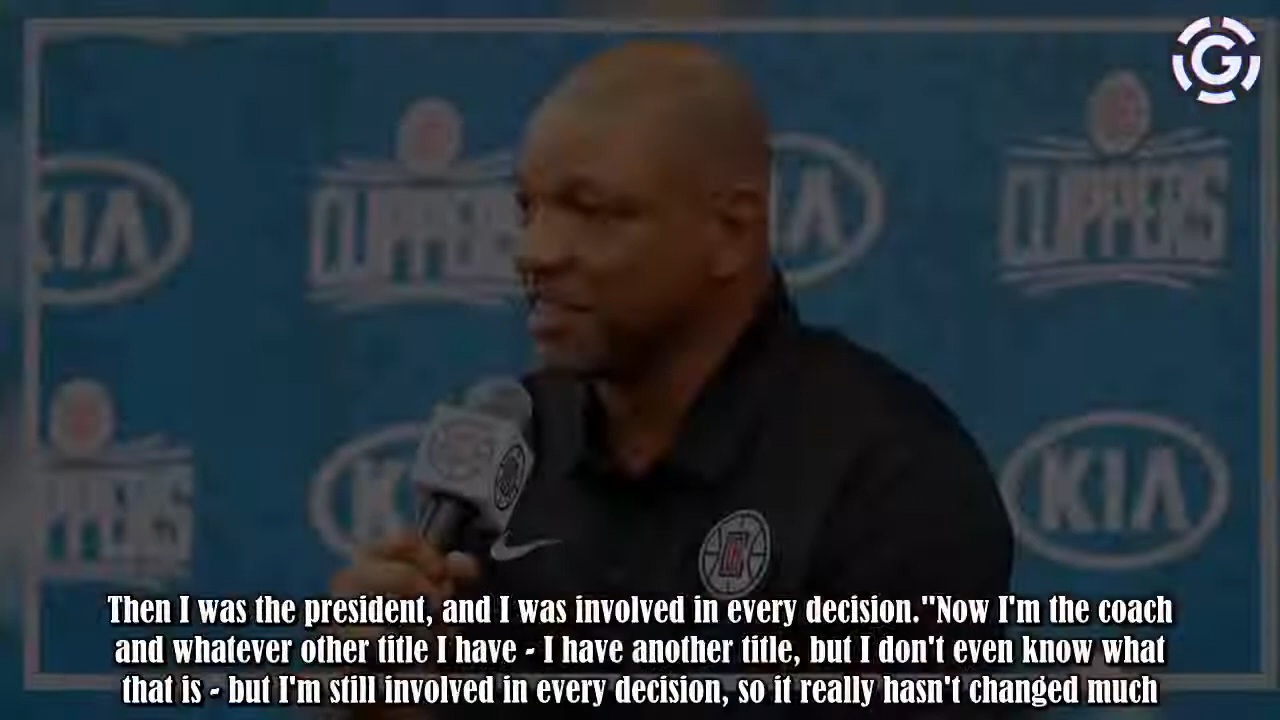 G
KIA
CLIPPERS
KIA
CLIPPERS
KIA
Then I was the president, and I was involved in every decision."Now I'm the coach
and whatever other title I have - I have another title, but I don't even know what
that is - but I'm still involved in every decision, so it really hasn't changed much